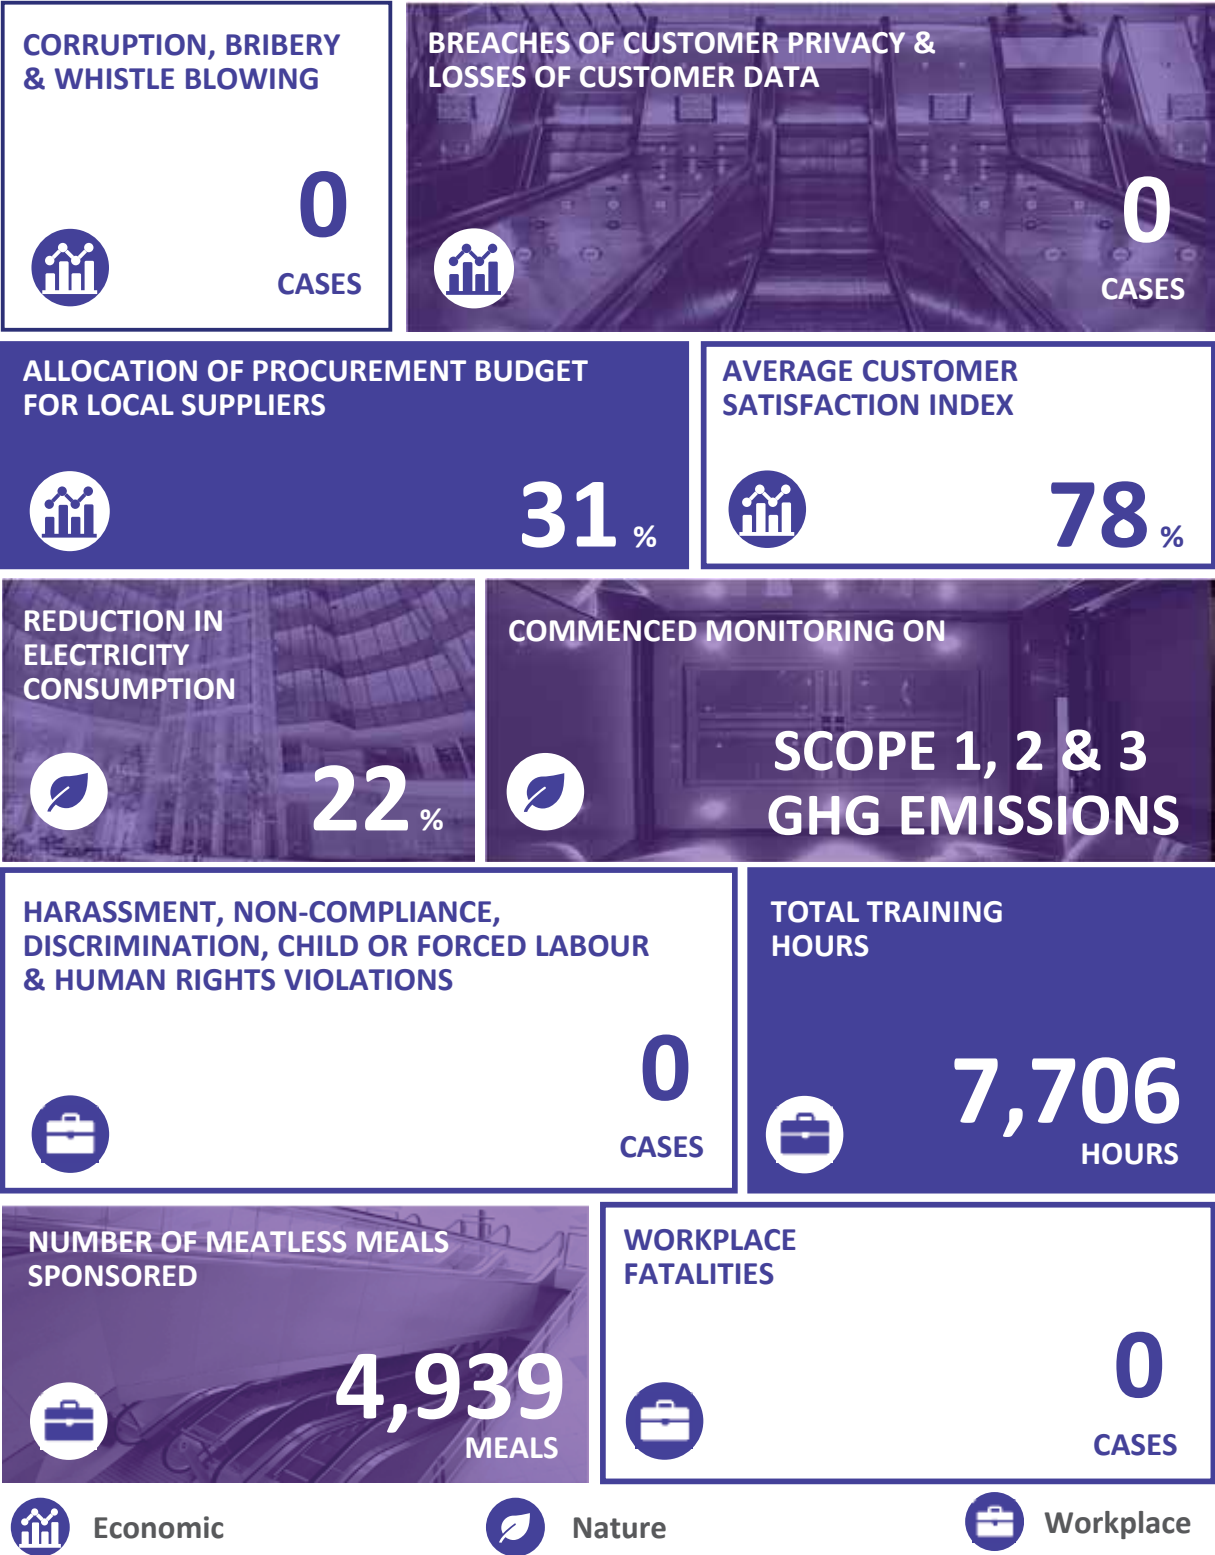 CORRUPTION, BRIBERY
& WHISTLE BLOWING
0
CASES
BREACHES OF CUSTOMER PRIVACY &
LOSSES OF CUSTOMER DATA
0
CASES
ALLOCATION OF PROCUREMENT BUDGET
FOR LOCAL SUPPLIERS
31 %
AVERAGE CUSTOMER
SATISFACTION INDEX
78 %
REDUCTION IN
ELECTRICITY
CONSUMPTION
22 %
COMMENCED MONITORING ON
SCOPE 1, 2 & 3
GHG EMISSIONS
HARASSMENT, NON-COMPLIANCE,
DISCRIMINATION, CHILD OR FORCED LABOUR
& HUMAN RIGHTS VIOLATIONS
0
CASES
TOTAL TRAINING
HOURS
7,706
HOURS
NUMBER OF MEATLESS MEALS
SPONSORED
4,939
MEALS
WORKPLACE
FATALITIES
0
CASES
Economic
Nature
Workplace